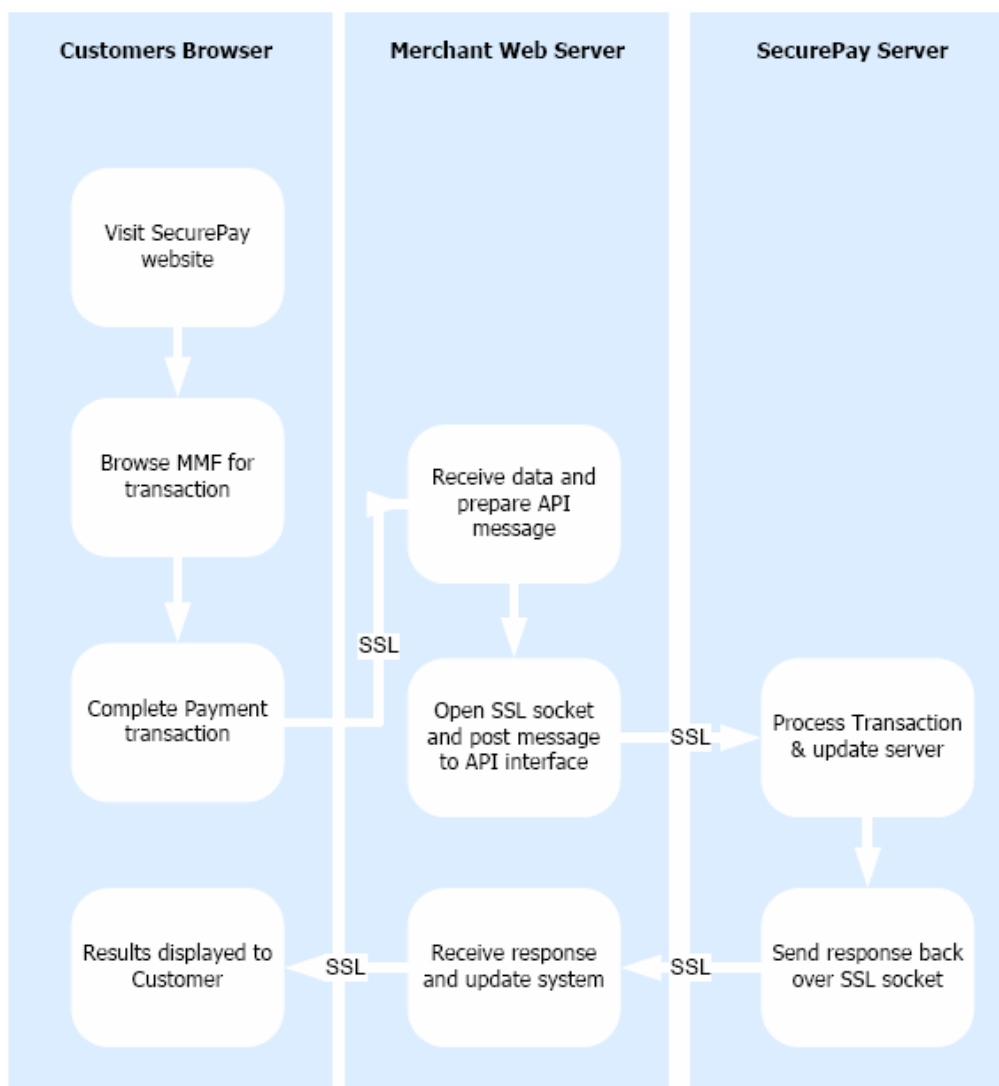 Customers Browser
Merchant Web Server
SecurePay Server
Visit SecurePay
website
Browse MMF for
transaction
Receive data and
prepare API
message
SSL
Complete Payment
transaction
Open SSL socket
and post message
to API interface
SSL
Process Transaction
& update server
Results displayed to
Customer
SSL
Receive response
and update system
SSL
Send response back
over SSL socket